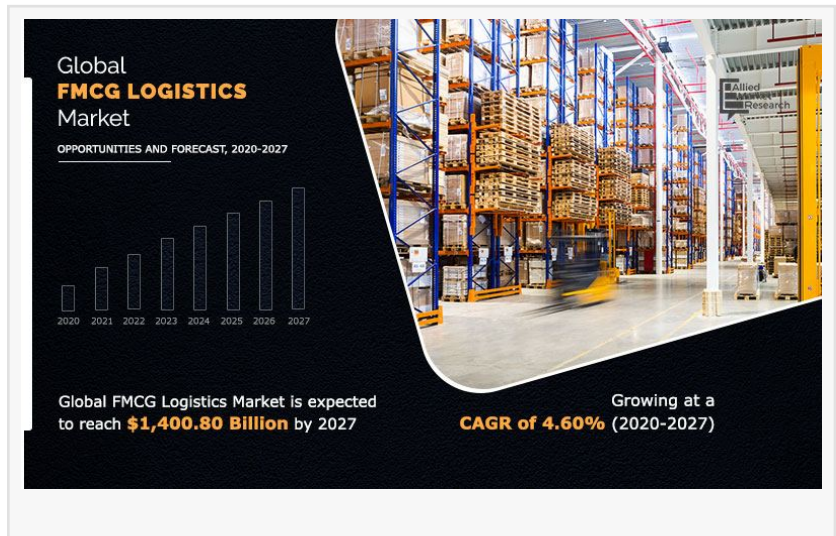 Global
FMCG LOGISTICS
Market
OPPORTUNITIES AND FORECAST, 2020-2027
Allied
Market
Research
2020 2021 2022 2023 2024 2025 2026 2027
Global FMCG Logistics Market is expected
to reach $1,400.80 Billion by 2027
Growing at a
CAGR of 4.60% (2020-2027)